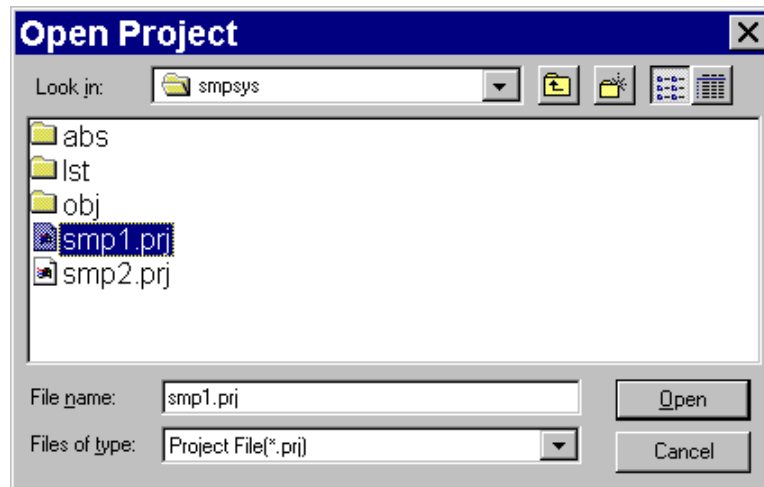 Open Project
Look in: smpsys
abs
lst
obj
smp1.prj
smp2.prj
File name: smp1.prj Open
Files of type: Project File(*.prj) Cancel